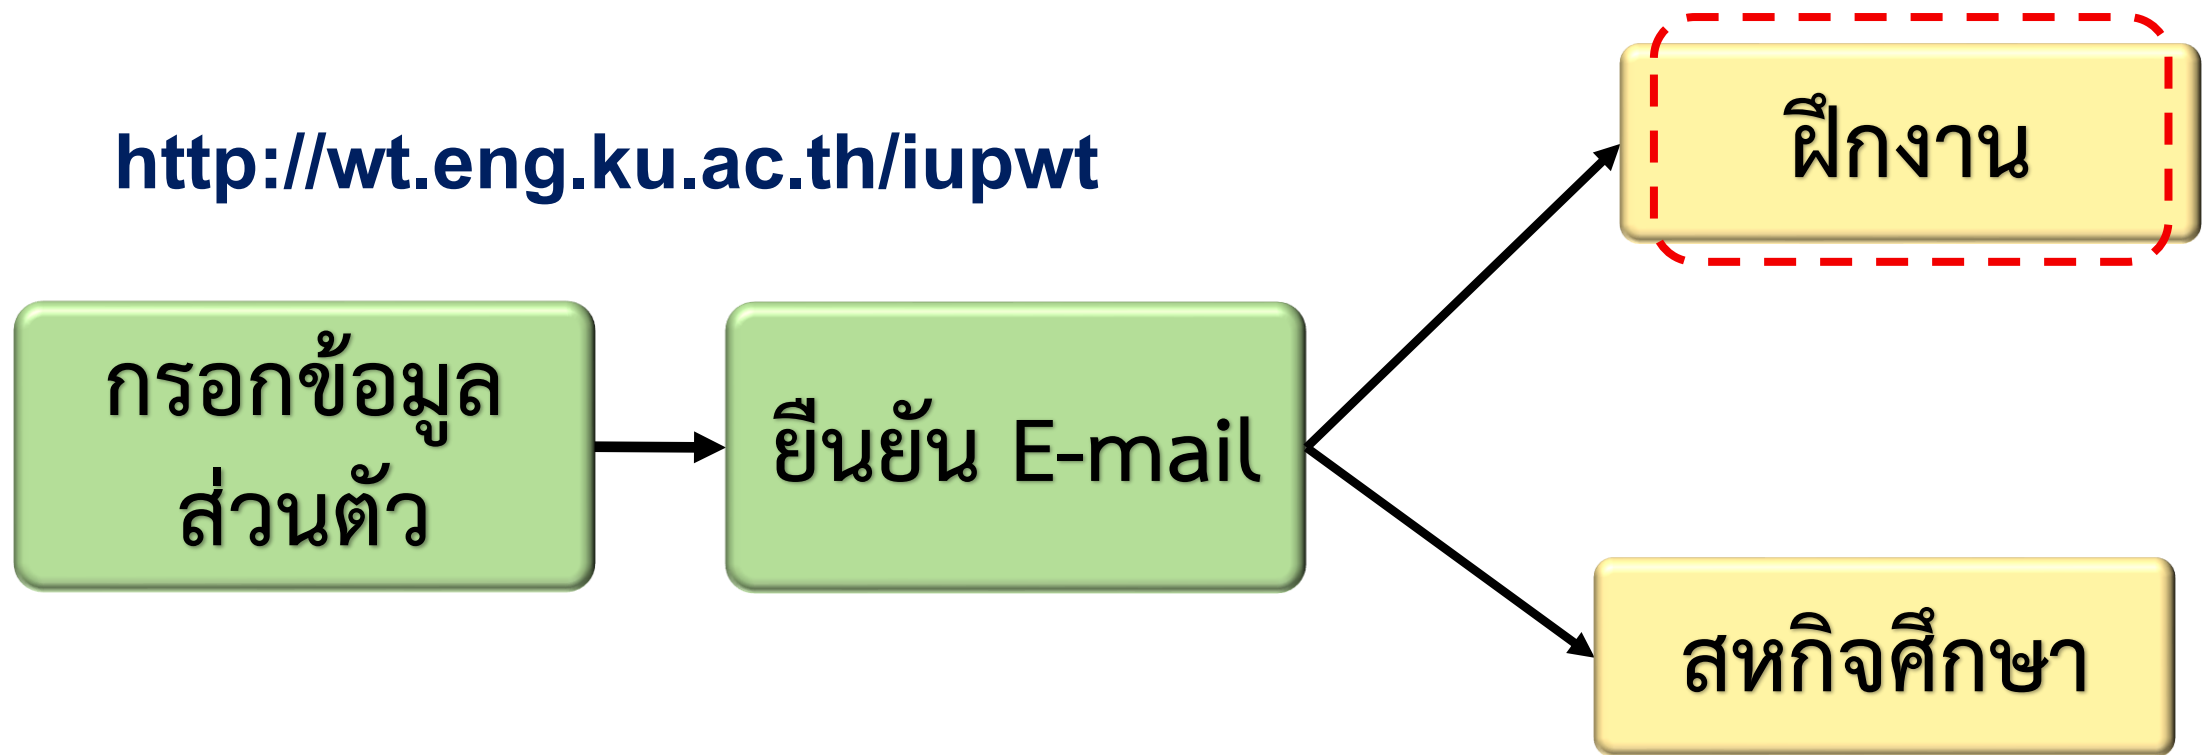 http://wt.eng.ku.ac.th/iupwt
กรอกข้อมูล
ส่วนตัว
ยืนยัน E-mail
ฝึกงาน
สหกิจศึกษา